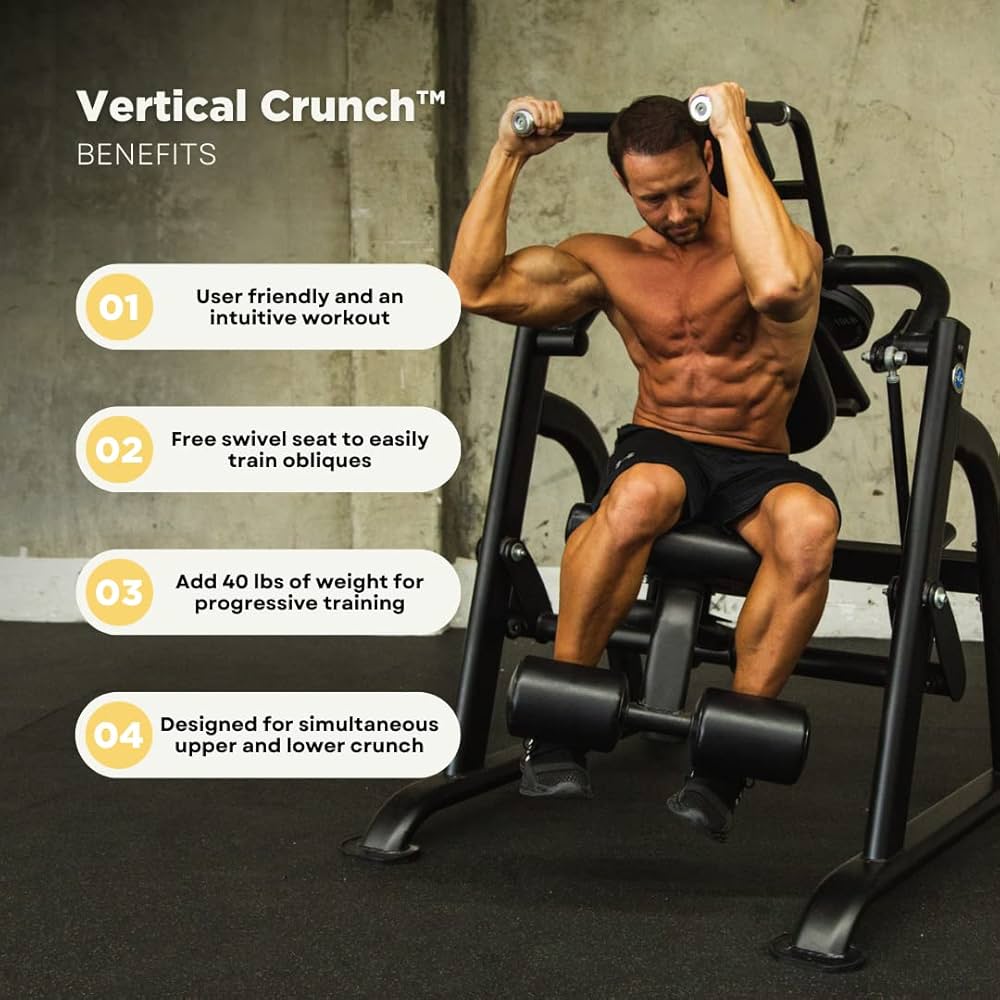 Vertical Crunch™
BENEFITS
01
User friendly and an
intuitive workout
02
Free swivel seat to easily
train obliques
03
Add 40 lbs of weight for
progressive training
04
Designed for simultaneous
upper and lower crunch
10LB